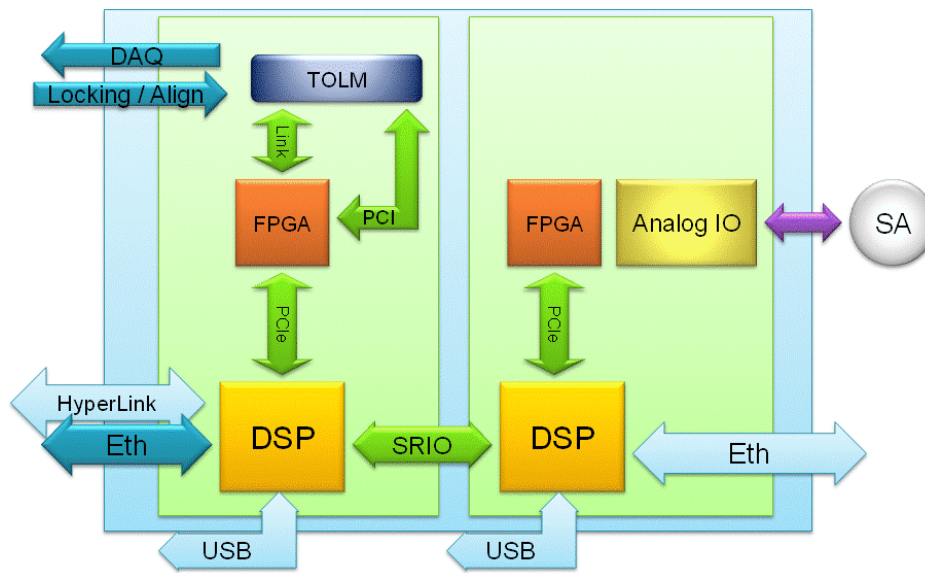 DAQ
Locking / Align
TOLM
Link
PCI
FPGA
FPGA
Analog IO
SA
PCIe
PCIe
HyperLink
Eth
DSP
SRIO
DSP
Eth
USB
USB